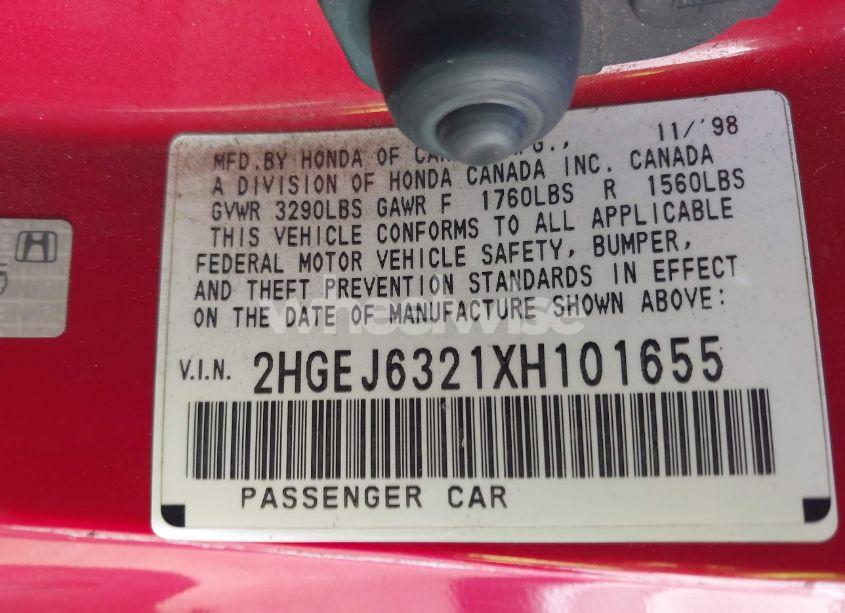 11/'98
MFD.BY HONDA OF MFG.,
A DIVISION OF HONDA CANADA INC. CANADA
GVWR 3290LBS GAWR F 1760LBS R 1560LBS
THIS VEHICLE CONFORMS TO ALL APPLICABLE
FEDERAL MOTOR VEHICLE SAFETY, BUMPER,
AND THEFT PREVENTION STANDARDS IN EFFECT
ON THE DATE OF MANUFACTURE SHOWN ABOVE:
wheelwise
V.I.N. 2HGEJ6321XH101655
PASSENGER CAR